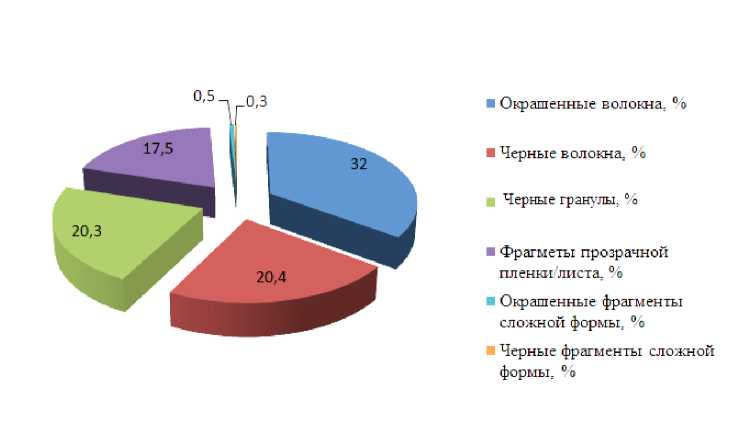 0,5
0,3
17,5
32
20,3
20,4
Окрашенные волокна, %
Черные волокна, %
Черные гранулы, %
Фрагметы прозрачной
пленки/листа, %
Окрашенные фрагменты
сложной формы, %
Черные фрагменты сложной
формы, %